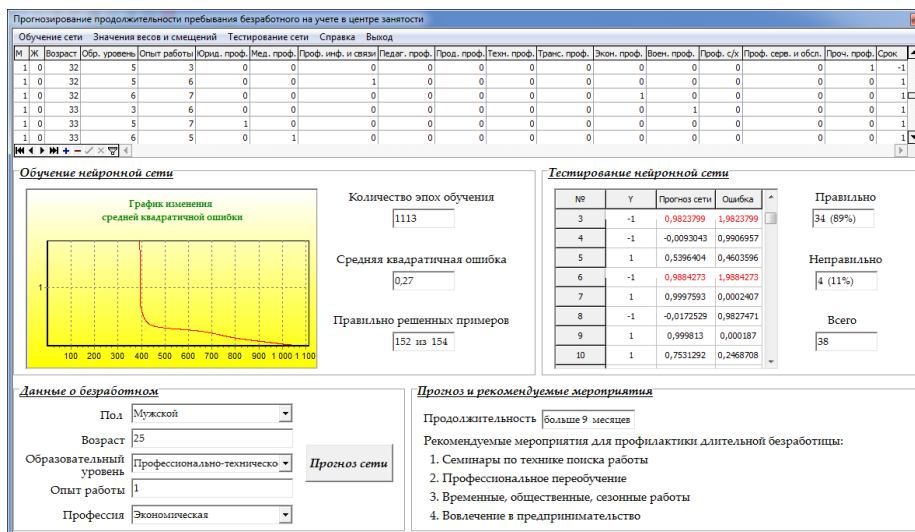 Прогнозирование продолжительности пребывания безработного на учете в центре занятости
Обучение сети Значения весов и смещений Тестирование сети Справка Выход
М Ж Возраст Обр. уровень Опыт работы Юрид. проф. Мед. проф. Проф. инф. и связи Педаг. проф. Прод. проф. Техн. проф. Транс. проф. Экон. проф. Воен. проф. Проф. с/х Проф. серв. и обсл. Проч. проф. Срок
1 0 32 5 3 0 0 0 0 0 0 0 0 0 0 0 1 -1
1 0 32 5 6 0 0 1 0 0 0 0 0 0 0 0 0 1
1 0 32 6 7 0 0 0 0 0 0 0 1 0 0 0 0 1
1 0 33 3 6 0 0 0 0 0 0 0 0 1 0 0 0 1
1 0 33 5 7 1 0 0 0 0 0 0 0 0 0 0 0 1
1 0 33 6 5 0 1 0 0 0 0 0 0 0 0 0 0 1
Обучение нейронной сети
График изменения
средней квадратичной ошибки
1
100 200 300 400 500 600 700 800 900 1 000 1 100
Количество эпох обучения
1113
Средняя квадратичная ошибка
0,27
Правильно решенных примеров
152 из 154
Тестирование нейронной сети
№ Y Прогноз сети Ошибка
3 -1 0,9823799 1,9823799
4 -1 -0,0093043 0,9906957
5 1 0,5396404 0,4603596
6 -1 0,9884273 1,9884273
7 1 0,9997593 0,0002407
8 -1 -0,0172529 0,9827471
9 1 0,999813 0,000187
10 1 0,7531292 0,2468708
Правильно
34 (89%)
Неправильно
4 (11%)
Всего
38
Данные о безработном
Пол Мужской
Возраст 25
Образовательный
уровень Профессионально-техническо
Опыт работы 1
Профессия Экономическая
Прогноз сети
Прогноз и рекомендуемые мероприятия
Продолжительность больше 9 месяцев
Рекомендуемые мероприятия для профилактики длительной безработицы:
1. Семинары по технике поиска работы
2. Профессиональное переобучение
3. Временные, общественные, сезонные работы
4. Вовлечение в предпринимательство